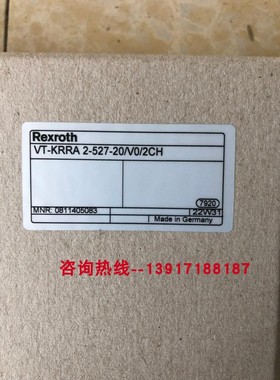 Rexroth
VT-KRRA 2-527-20/V0/2CH
7920
MNR: 0811405083
22W31
Made in Germany
咨询热线--13917188187